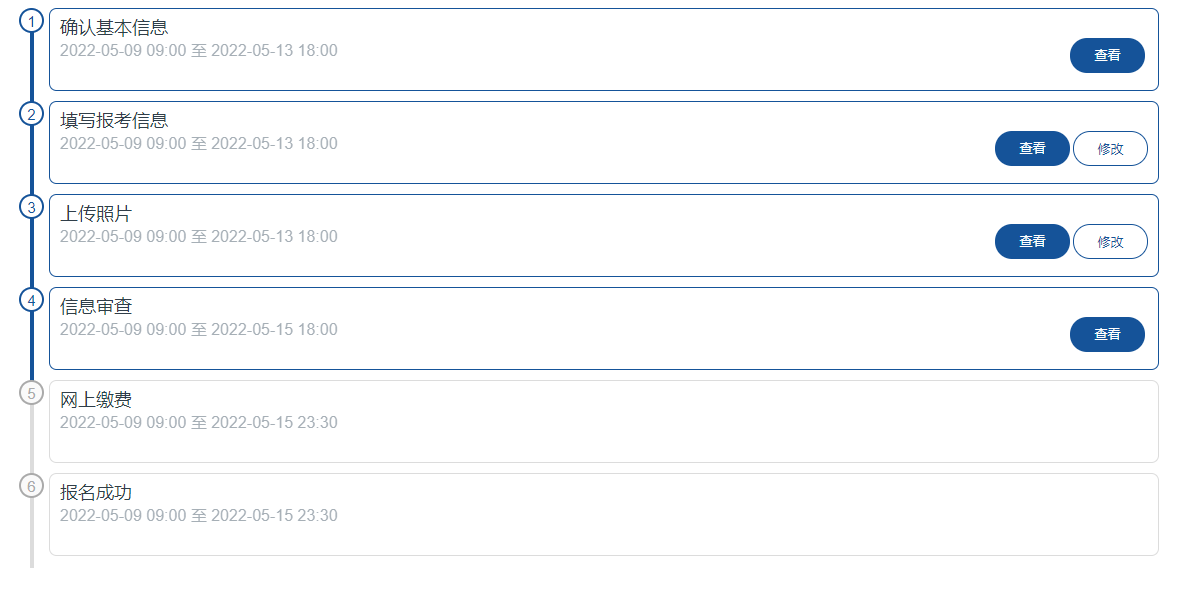 1
确认基本信息
2022-05-09 09:00 至 2022-05-13 18:00
查看
2
填写报考信息
2022-05-09 09:00 至 2022-05-13 18:00
查看 修改
3
上传照片
2022-05-09 09:00 至 2022-05-13 18:00
查看 修改
4
信息审查
2022-05-09 09:00 至 2022-05-15 18:00
查看
5
网上缴费
2022-05-09 09:00 至 2022-05-15 23:30
6
报名成功
2022-05-09 09:00 至 2022-05-15 23:30